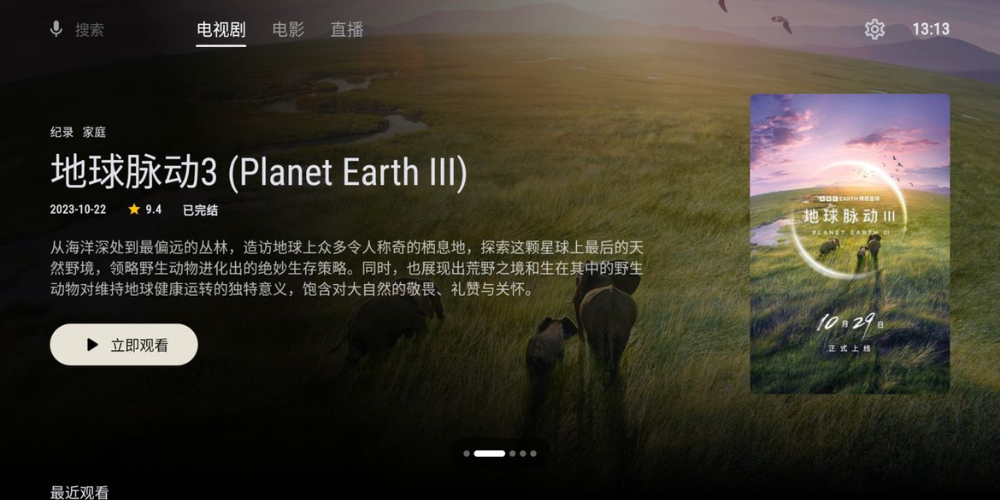 搜索
电视剧
电影
直播
13:13
纪录 家庭
地球脉动3 (Planet Earth III)
2023-10-22 9.4 已完结
从海洋深处到最偏远的丛林，造访地球上众多令人称奇的栖息地，探索这颗星球上最后的天
然野境，领略野生动物进化出的绝妙生存策略。同时，也展现出荒野之境和生在其中的野生
动物对维持地球健康运转的独特意义，饱含对大自然的敬畏、礼赞与关怀。
立即观看
BBC EARTH
地球脉动 III
PLANET EARTH III
10月29日
正式上线
最近观看